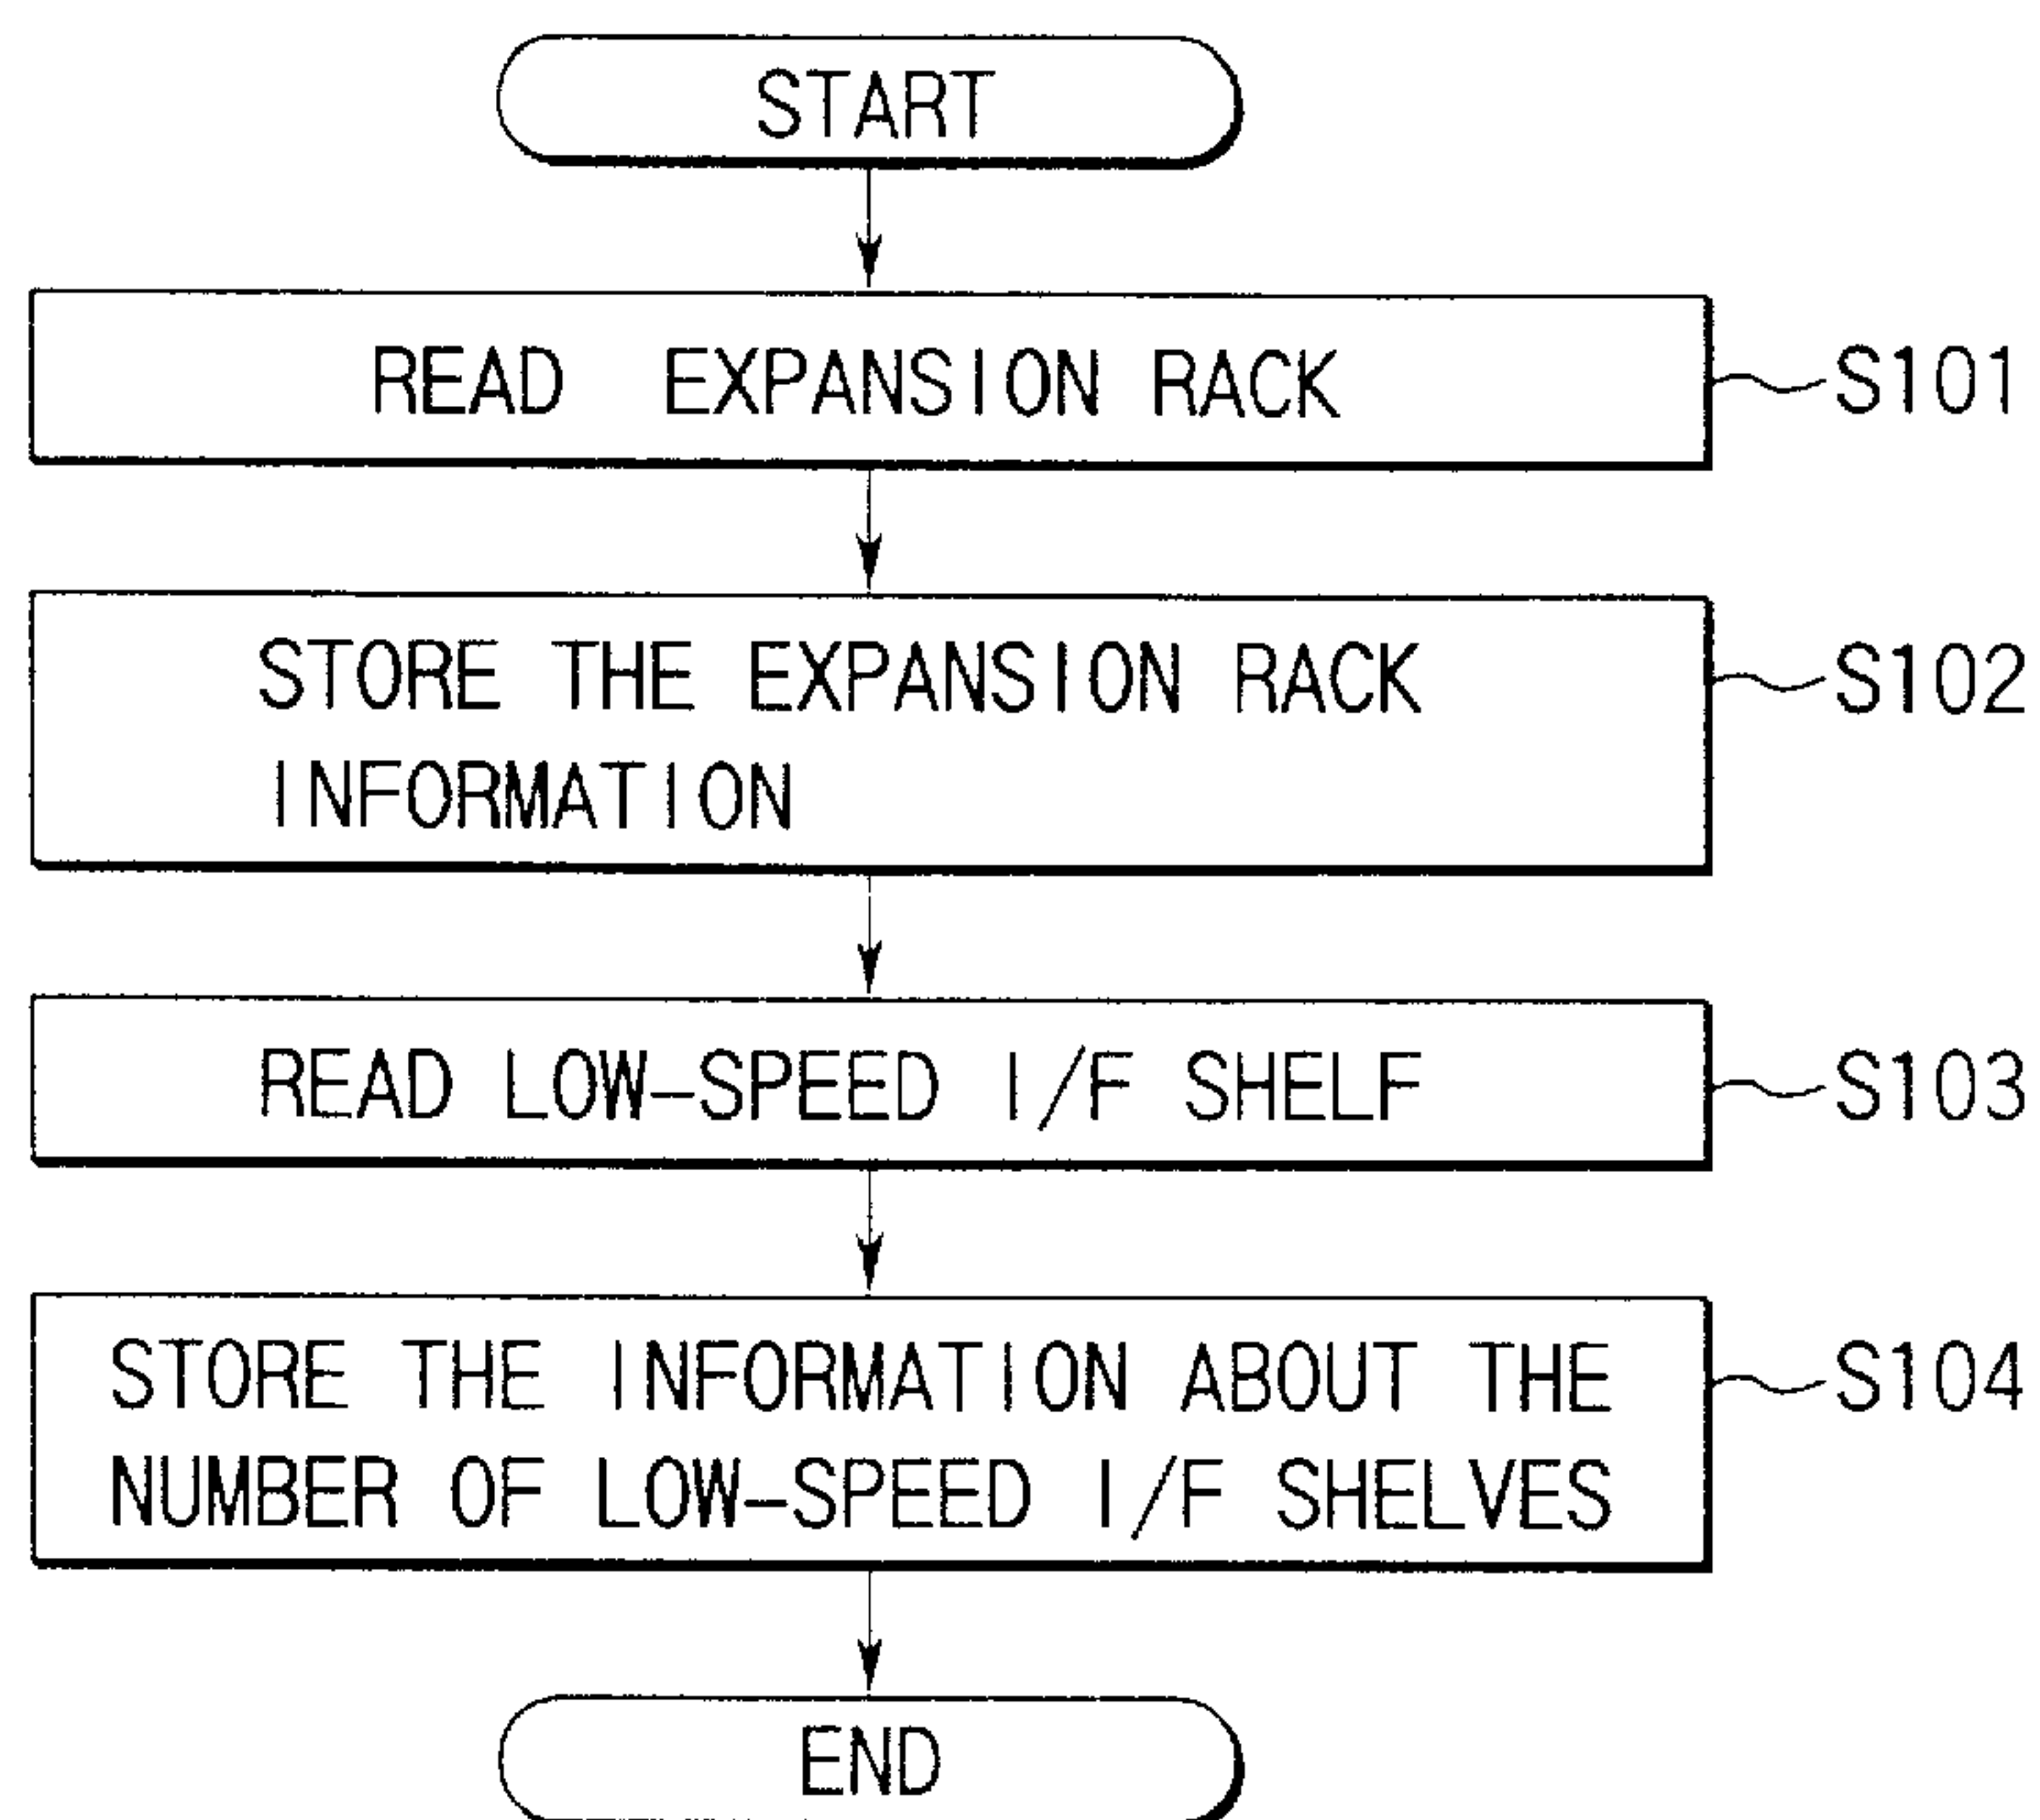 START
READ EXPANSION RACK
S101
STORE THE EXPANSION RACK
INFORMATION
S102
READ LOW-SPEED I/F SHELF
S103
STORE THE INFORMATION ABOUT THE
NUMBER OF LOW-SPEED I/F SHELVES
S104
END